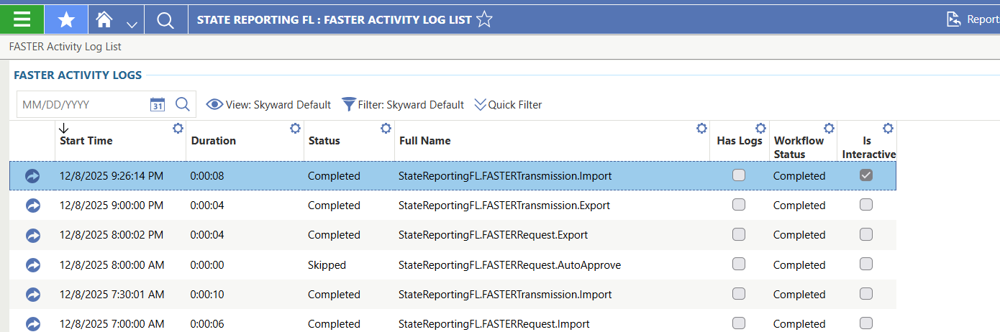 STATE REPORTING FL : FASTER ACTIVITY LOG LIST Report
FASTER Activity Log List
FASTER ACTIVITY LOGS
MM/DD/YYYY 31 View: Skyward Default Filter: Skyward Default Quick Filter
Start Time Duration Status Full Name Has Logs Workflow Status Is Interactive
12/8/2025 9:26:14 PM 0:00:08 Completed StateReportingFL.FASTERTransmission.Import Completed
12/8/2025 9:00:00 PM 0:00:04 Completed StateReportingFL.FASTERTransmission.Export Completed
12/8/2025 8:00:02 PM 0:00:04 Completed StateReportingFL.FASTERRequest.Export Completed
12/8/2025 8:00:00 AM 0:00:00 Skipped StateReportingFL.FASTERRequest.AutoApprove Completed
12/8/2025 7:30:01 AM 0:00:10 Completed StateReportingFL.FASTERTransmission.Import Completed
12/8/2025 7:00:00 AM 0:00:06 Completed StateReportingFL.FASTERRequest.Import Completed